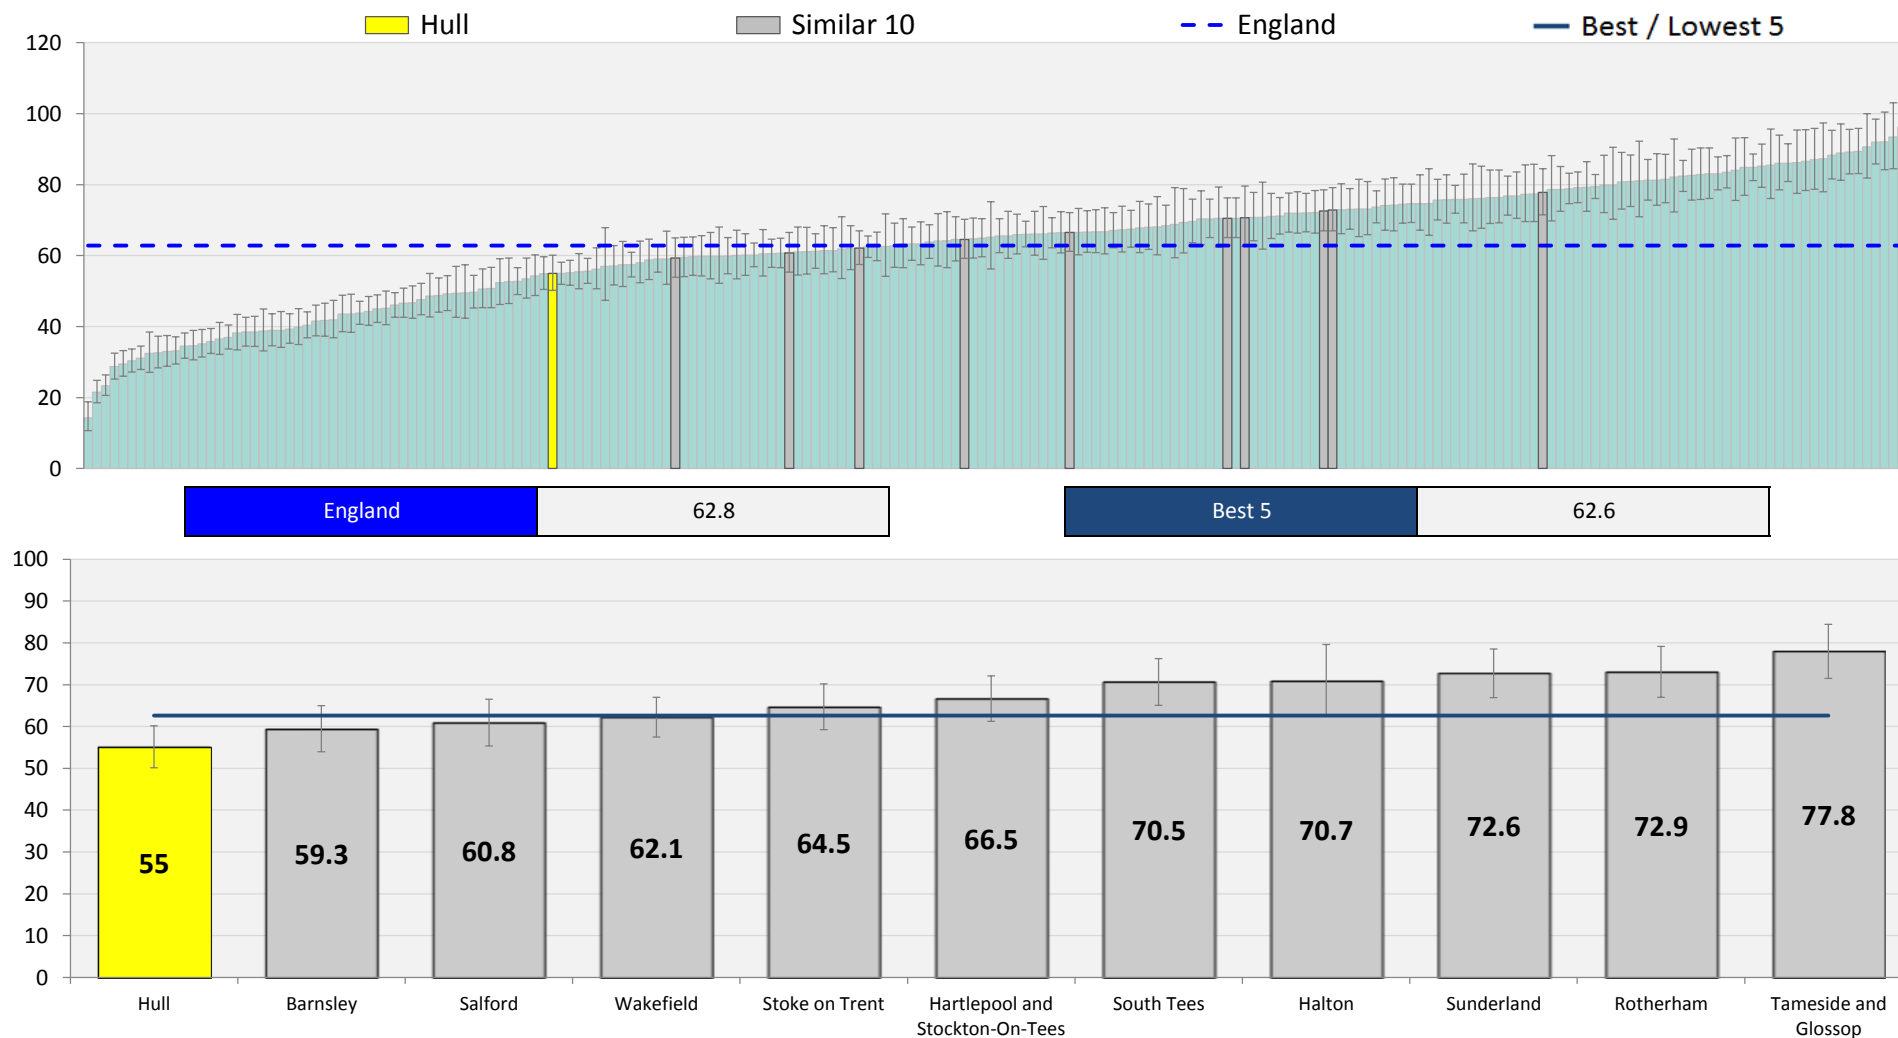 Hull
Similar 10
England
Best / Lowest 5
120
100
80
60
40
20
0
England
62.8
Best 5
62.6
100
90
80
70
60
50
40
30
20
10
0
55
59.3
60.8
62.1
64.5
66.5
70.5
70.7
72.6
72.9
77.8
Hull
Barnsley
Salford
Wakefield
Stoke on Trent
Hartlepool and
Stockton-On-Tees
South Tees
Halton
Sunderland
Rotherham
Tameside and
Glossop